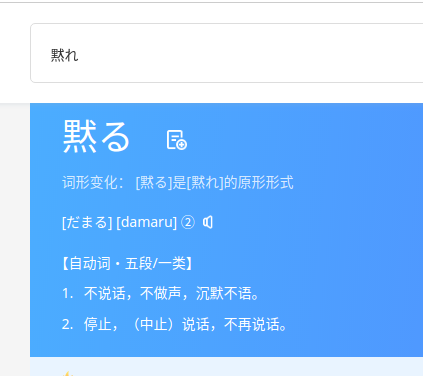 黙れ
黙る
词形变化： [黙る]是[黙れ]的原形形式
[だまる] [damaru] ②
【自动词・五段/一类】
1. 不说话，不做声，沉默不语。
2. 停止，（中止）说话，不再说话。